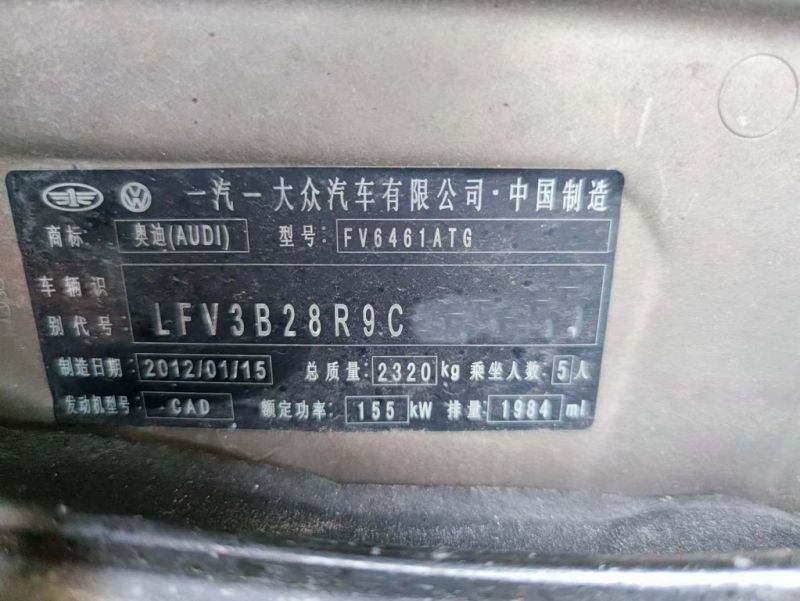 一汽一大众汽车有限公司·中国制造
商标 奥迪(AUDI) 型号: FV6461ATG
车辆识
别代号: LFV3B28R9C
制造日期: 2012/01/15 总质量: 2320 kg 乘坐人数: 5 人
发动机型号: CAD 额定功率: 155 kW 排量: 1984 ml